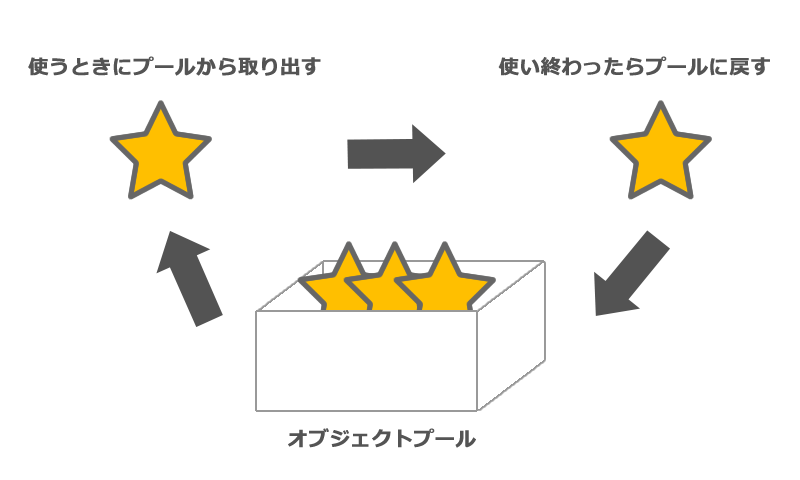 使うときにプールから取り出す
使い終わったらプールに戻す
オブジェクトプール